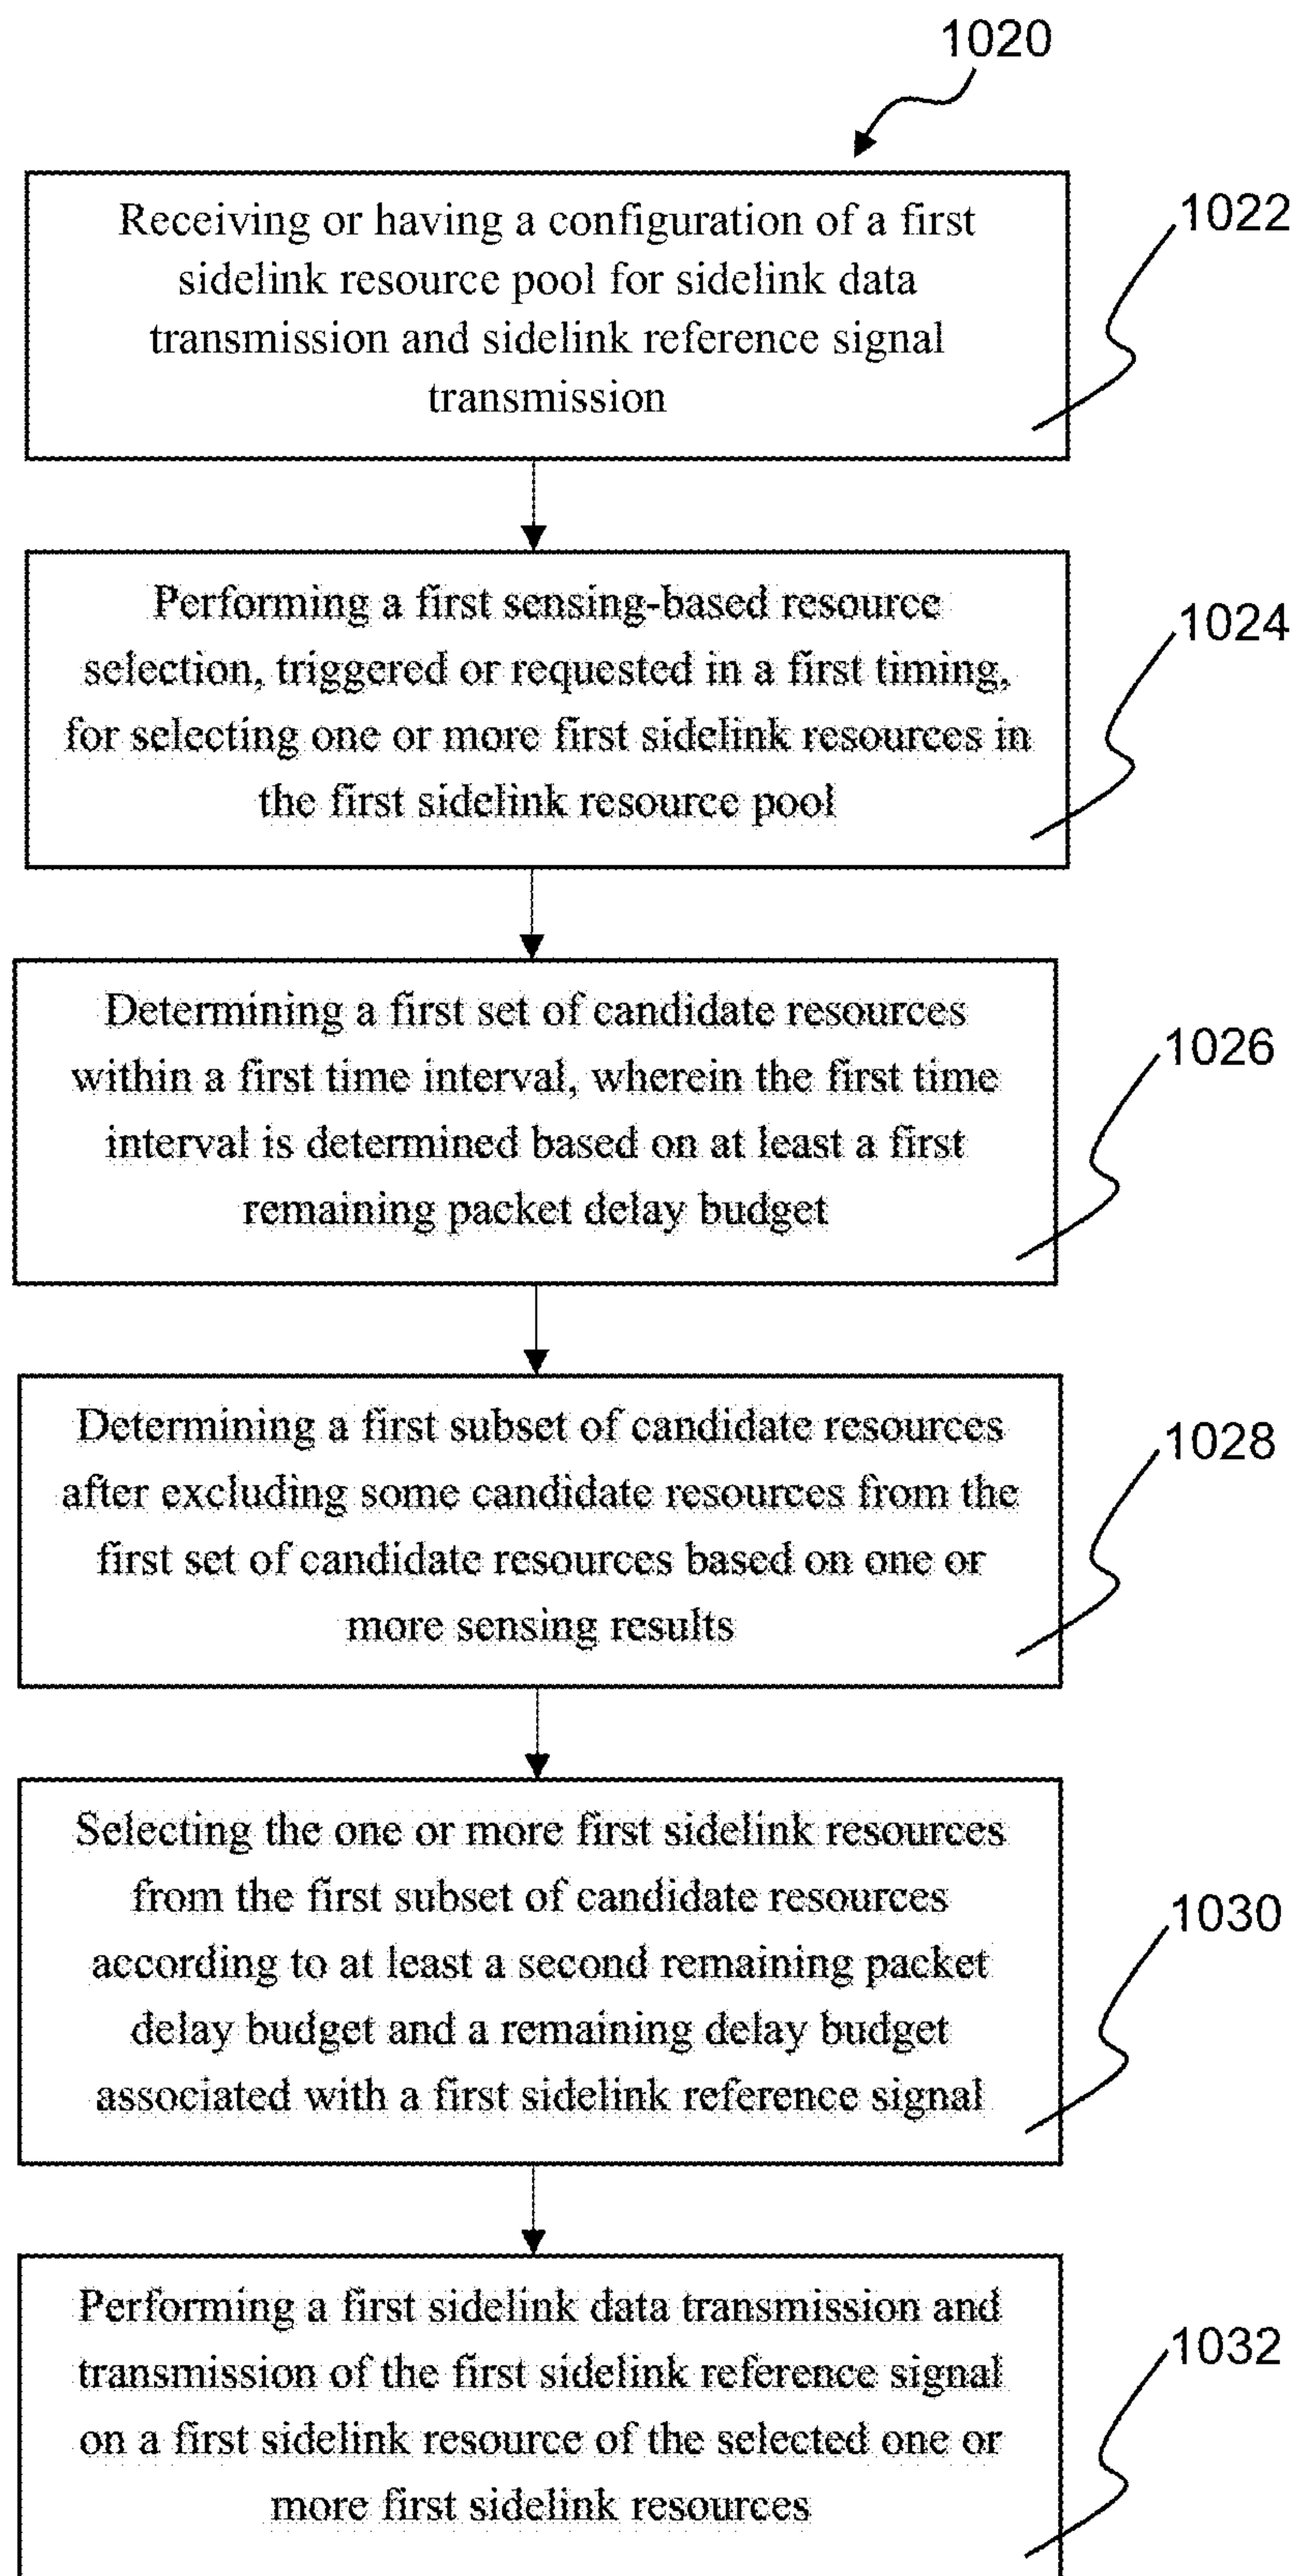 1020
Receiving or having a configuration of a first
sidelink resource pool for sidelink data
transmission and sidelink reference signal
transmission
1022
Performing a first sensing-based resource
selection, triggered or requested in a first timing,
for selecting one or more first sidelink resources in
the first sidelink resource pool
1024
Determining a first set of candidate resources
within a first time interval, wherein the first time
interval is determined based on at least a first
remaining packet delay budget
1026
Determining a first subset of candidate resources
after excluding some candidate resources from the
first set of candidate resources based on one or
more sensing results
1028
Selecting the one or more first sidelink resources
from the first subset of candidate resources
according to at least a second remaining packet
delay budget and a remaining delay budget
associated with a first sidelink reference signal
1030
Performing a first sidelink data transmission and
transmission of the first sidelink reference signal
on a first sidelink resource of the selected one or
more first sidelink resources
1032